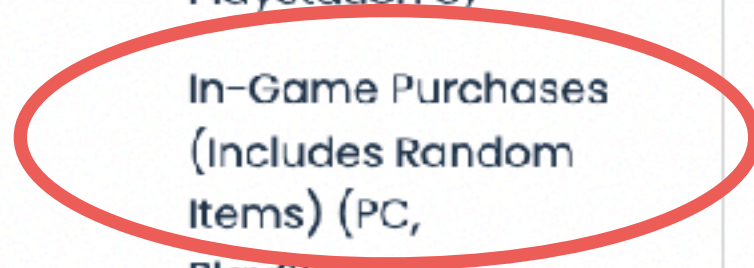 In-Game Purchases
(Includes Random
Items) (PC,